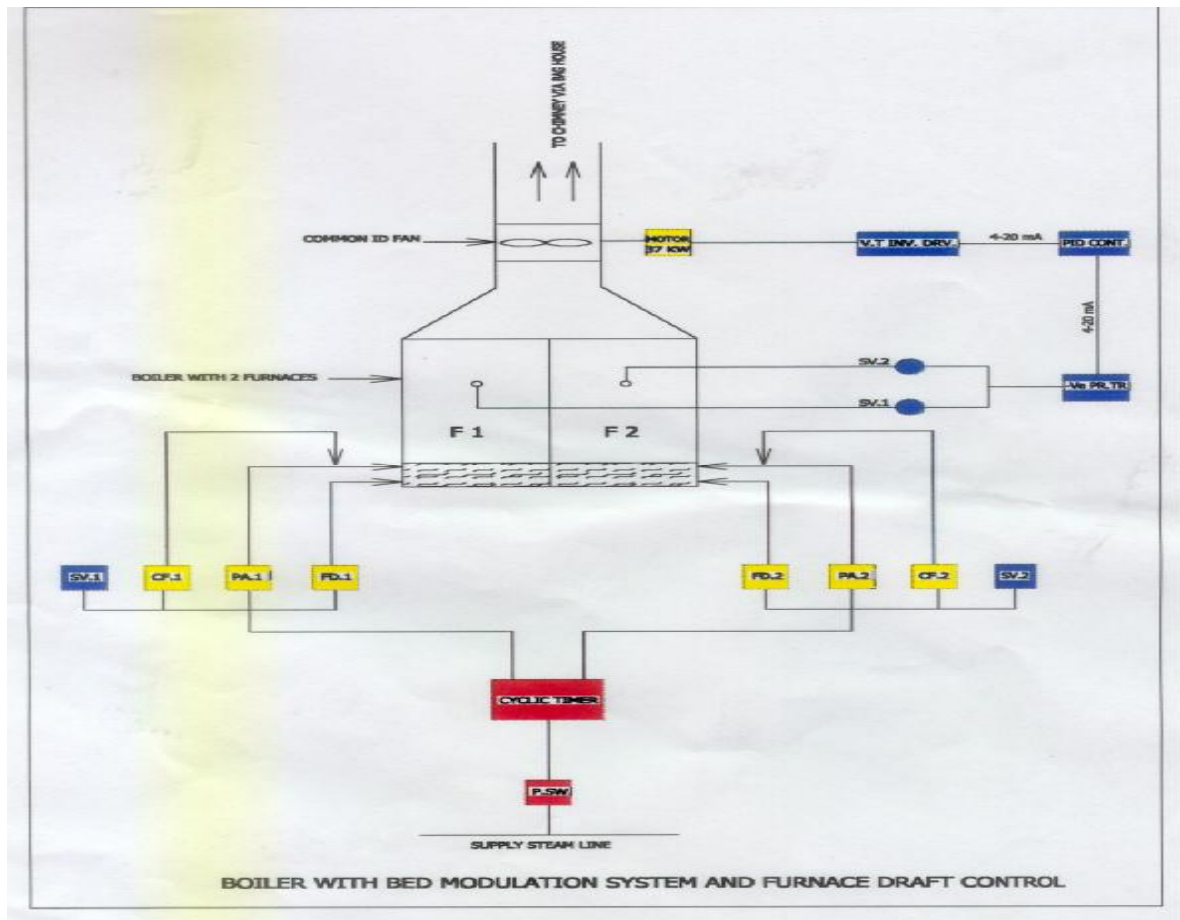 TO CHIMNEY VIA BAG HOUSE
COMMON ID FAN
MOTOR
37 KW
V.T INV. DRV.
4-20 mA
PID CONT.
4-20 mA
SV.2
BOILER WITH 2 FURNACES
-Ve PR.TR
SV.1
F 1
F 2
SV.1
CF.1
PA.1
FD.1
FD.2
PA.2
CF.2
SV.2
CYCLIC TIMER
P.SW
SUPPLY STEAM LINE
BOILER WITH BED MODULATION SYSTEM AND FURNACE DRAFT CONTROL